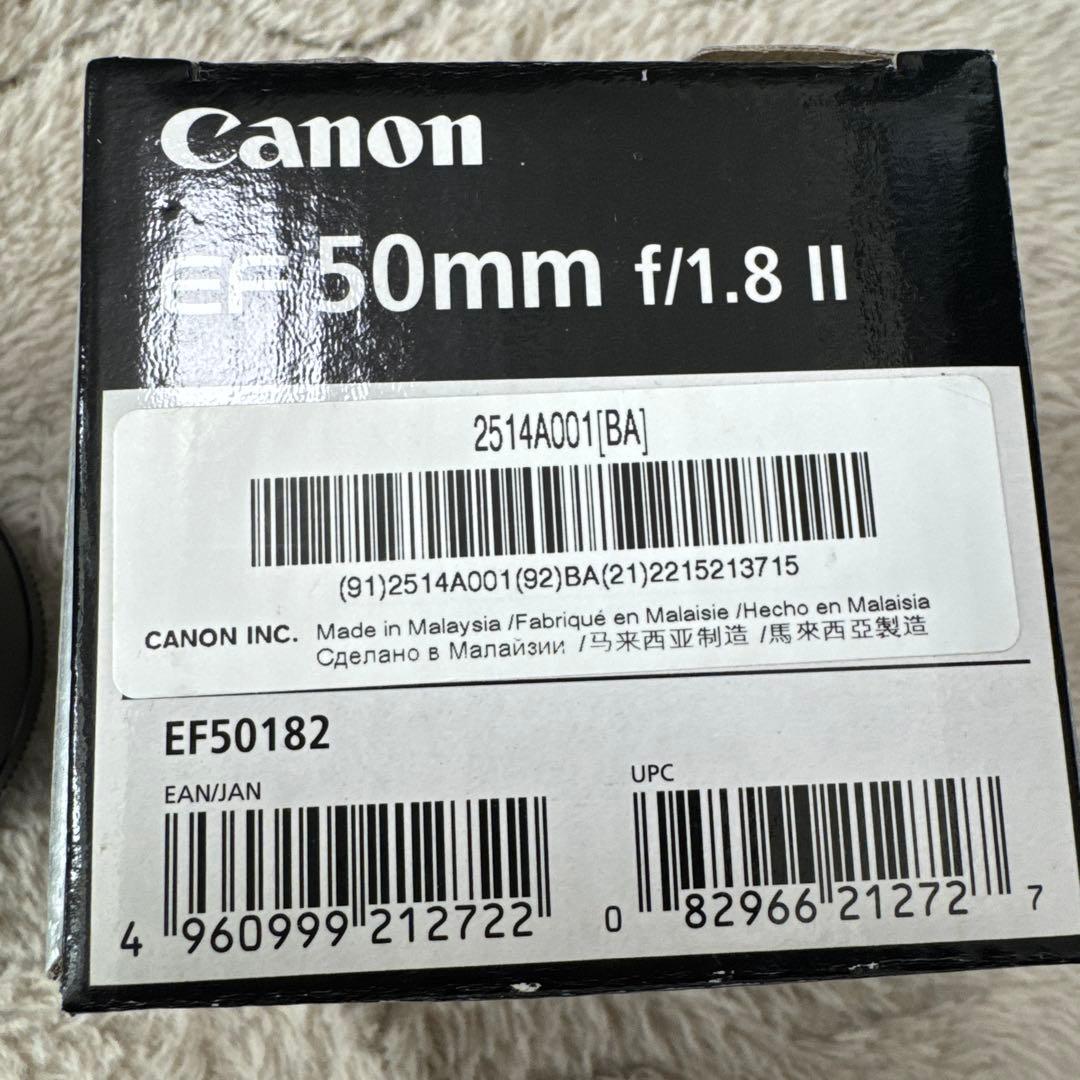 Canon
EF 50mm f/1.8 II
2514A001[BA]
(91)2514A001(92)BA(21)2215213715
CANON INC. Made in Malaysia /Fabriqué en Malaisie /Hecho en Malaisia
Сделано в Малайзии /马来西亚制造 /馬來西亞製造
EF50182
EAN/JAN
UPC
4 960999 212722
0 82966 21272 7